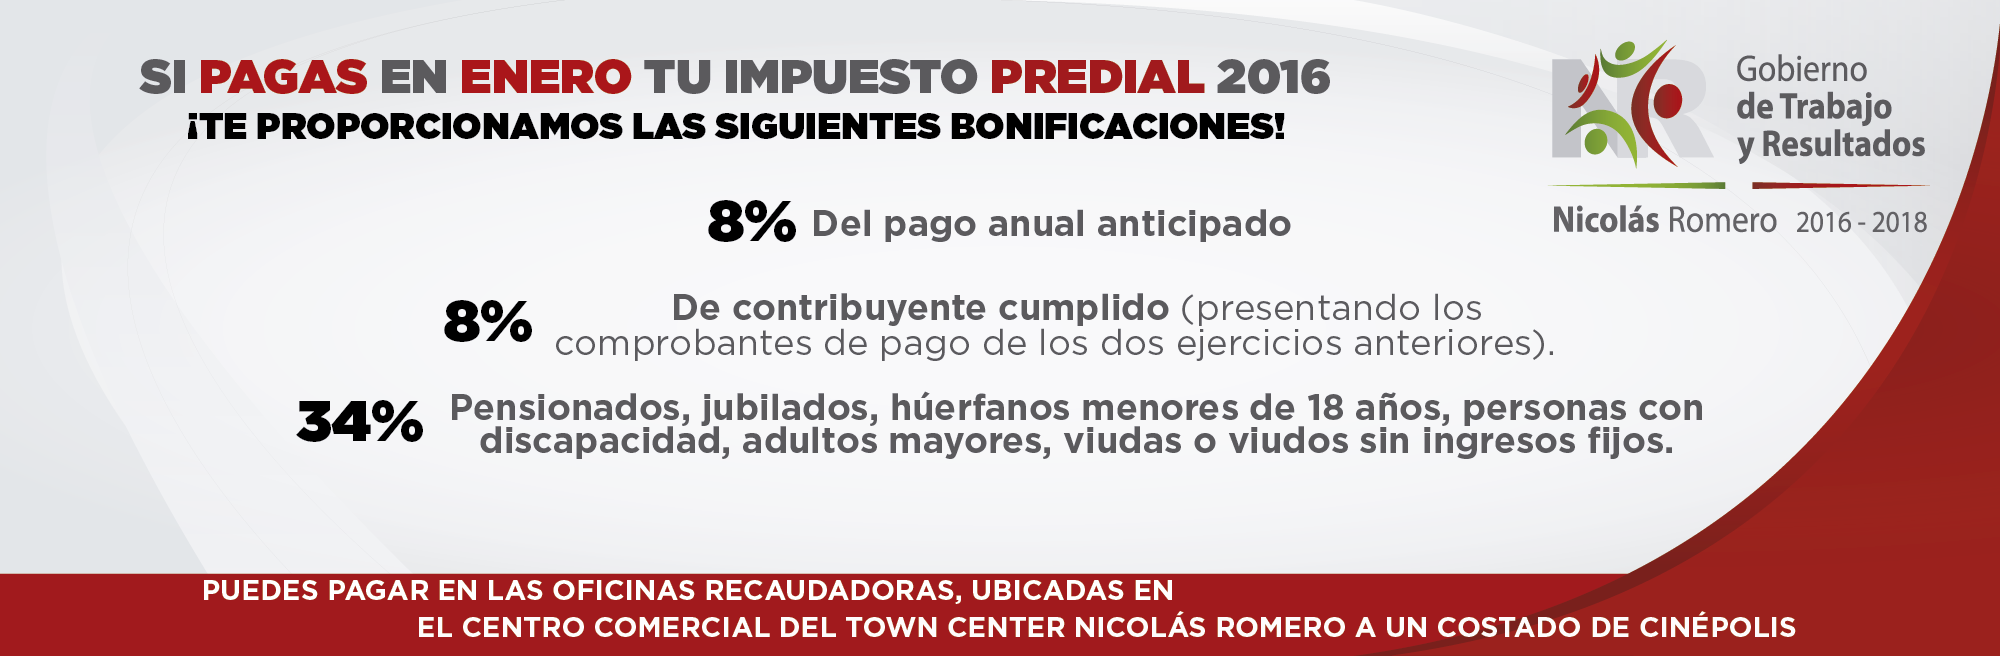 SI PAGAS EN ENERO TU IMPUESTO PREDIAL 2016
¡TE PROPORCIONAMOS LAS SIGUIENTES BONIFICACIONES!
NR
Gobierno
de Trabajo
y Resultados
Nicolás Romero 2016 - 2018
8% Del pago anual anticipado
8% De contribuyente cumplido (presentando los
comprobantes de pago de los dos ejercicios anteriores).
34% Pensionados, jubilados, húerfanos menores de 18 años, personas con
discapacidad, adultos mayores, viudas o viudos sin ingresos fijos.
PUEDES PAGAR EN LAS OFICINAS RECAUDADORAS, UBICADAS EN
EL CENTRO COMERCIAL DEL TOWN CENTER NICOLÁS ROMERO A UN COSTADO DE CINÉPOLIS